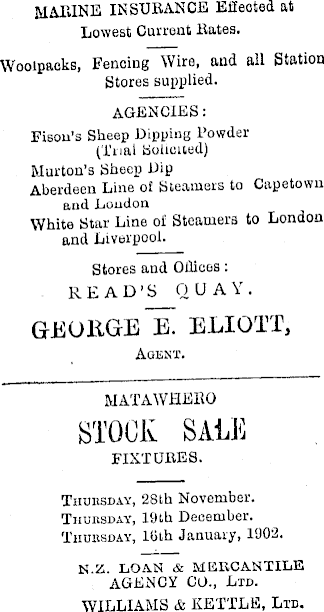 MARINE INSURANCE Effected at
Lowest Current Rates.
Woolpacks, Fencing Wire, and all Station
Stores supplied.
AGENCIES:
Fison's Sheep Dipping Powder
(Trial Solicited)
Murton's Sheep Dip
Aberdeen Line of Steamers to Capetown
and London
White Star Line of Steamers to London
and Liverpool.
Stores and Offices:
READ'S QUAY.
GEORGE E. ELIOTT,
AGENT.
MATAWHERO
STOCK SALE
FIXTURES.
THURSDAY, 28th November.
THURSDAY, 19th December.
THURSDAY, 16th January, 1902.
N.Z. LOAN & MERCANTILE
AGENCY CO., LTD.
WILLIAMS & KETTLE, LTD.